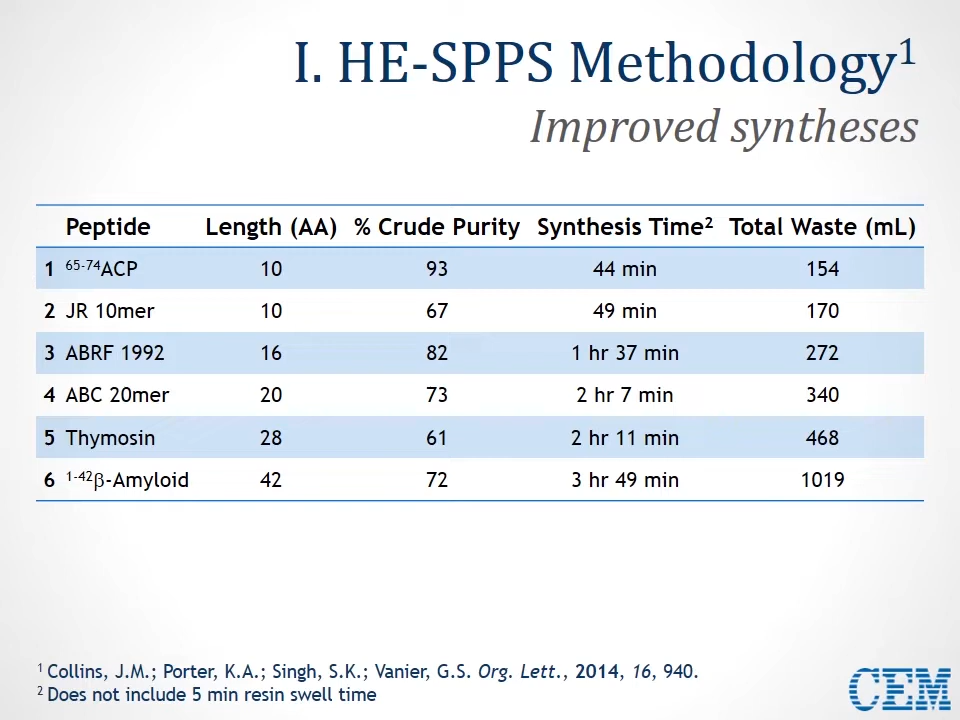 I. HE-SPPS Methodology¹
Improved syntheses
Peptide Length (AA) % Crude Purity Synthesis Time² Total Waste (mL)
1 ⁶⁵⁻⁷⁴ACP 10 93 44 min 154
2 JR 10mer 10 67 49 min 170
3 ABRF 1992 16 82 1 hr 37 min 272
4 ABC 20mer 20 73 2 hr 7 min 340
5 Thymosin 28 61 2 hr 11 min 468
6 ¹⁻⁴²β-Amyloid 42 72 3 hr 49 min 1019
¹ Collins, J.M.; Porter, K.A.; Singh, S.K.; Vanier, G.S. Org. Lett., 2014, 16, 940.
² Does not include 5 min resin swell time
CEM